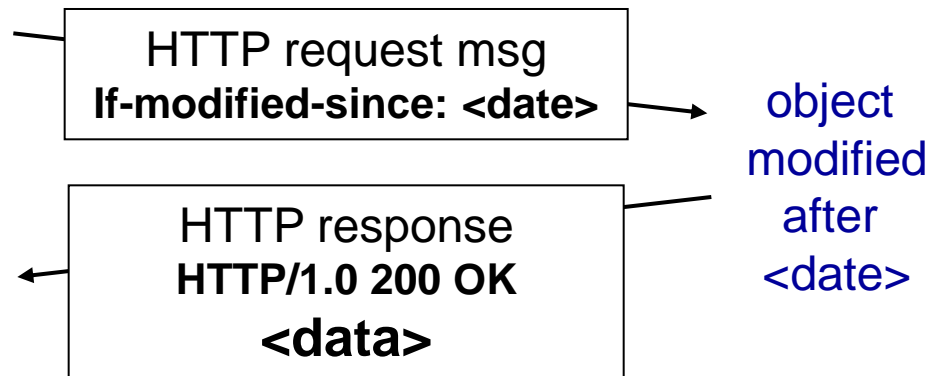 HTTP request msg
If-modified-since: <date>
object
modified
after
<date>
HTTP response
HTTP/1.0 200 OK
<data>